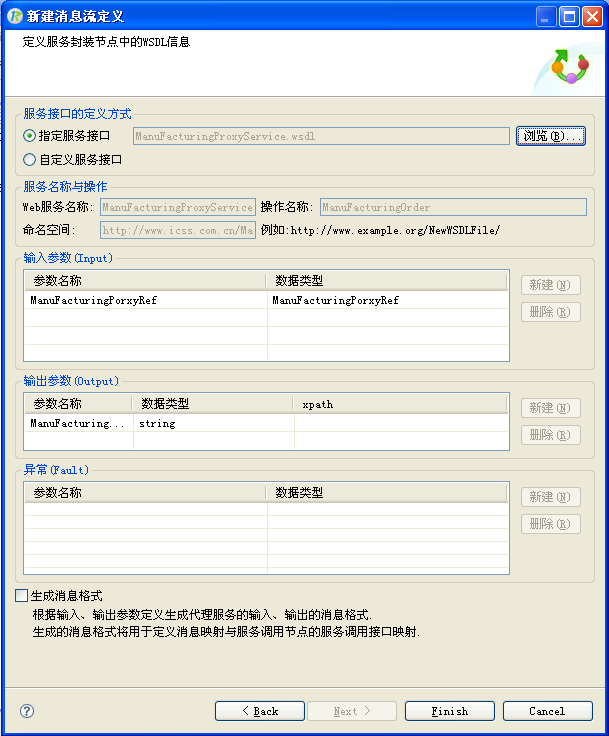 新建消息流定义
定义服务封装节点中的WSDL信息
服务接口的定义方式
指定服务接口 ManuFacturingProxyService.wsdl 浏览(B)...
自定义服务接口
服务名称与操作
Web服务名称: ManuFacturingProxyService 操作名称: ManuFacturingOrder
命名空间: http://www.icss.com.cn/Ma 例如:http://www.example.org/NewWSDLFile/
输入参数(Input)
参数名称 数据类型 新建(N)
ManuFacturingPorxyRef ManuFacturingPorxyRef 删除(R)
输出参数(Output)
参数名称 数据类型 xpath 新建(N)
ManuFacturing... string 删除(R)
异常(Fault)
参数名称 数据类型 新建(N)
删除(R)
生成消息格式
根据输入、输出参数定义生成代理服务的输入、输出的消息格式.
生成的消息格式将用于定义消息映射与服务调用节点的服务调用接口映射.
? < Back Next > Finish Cancel